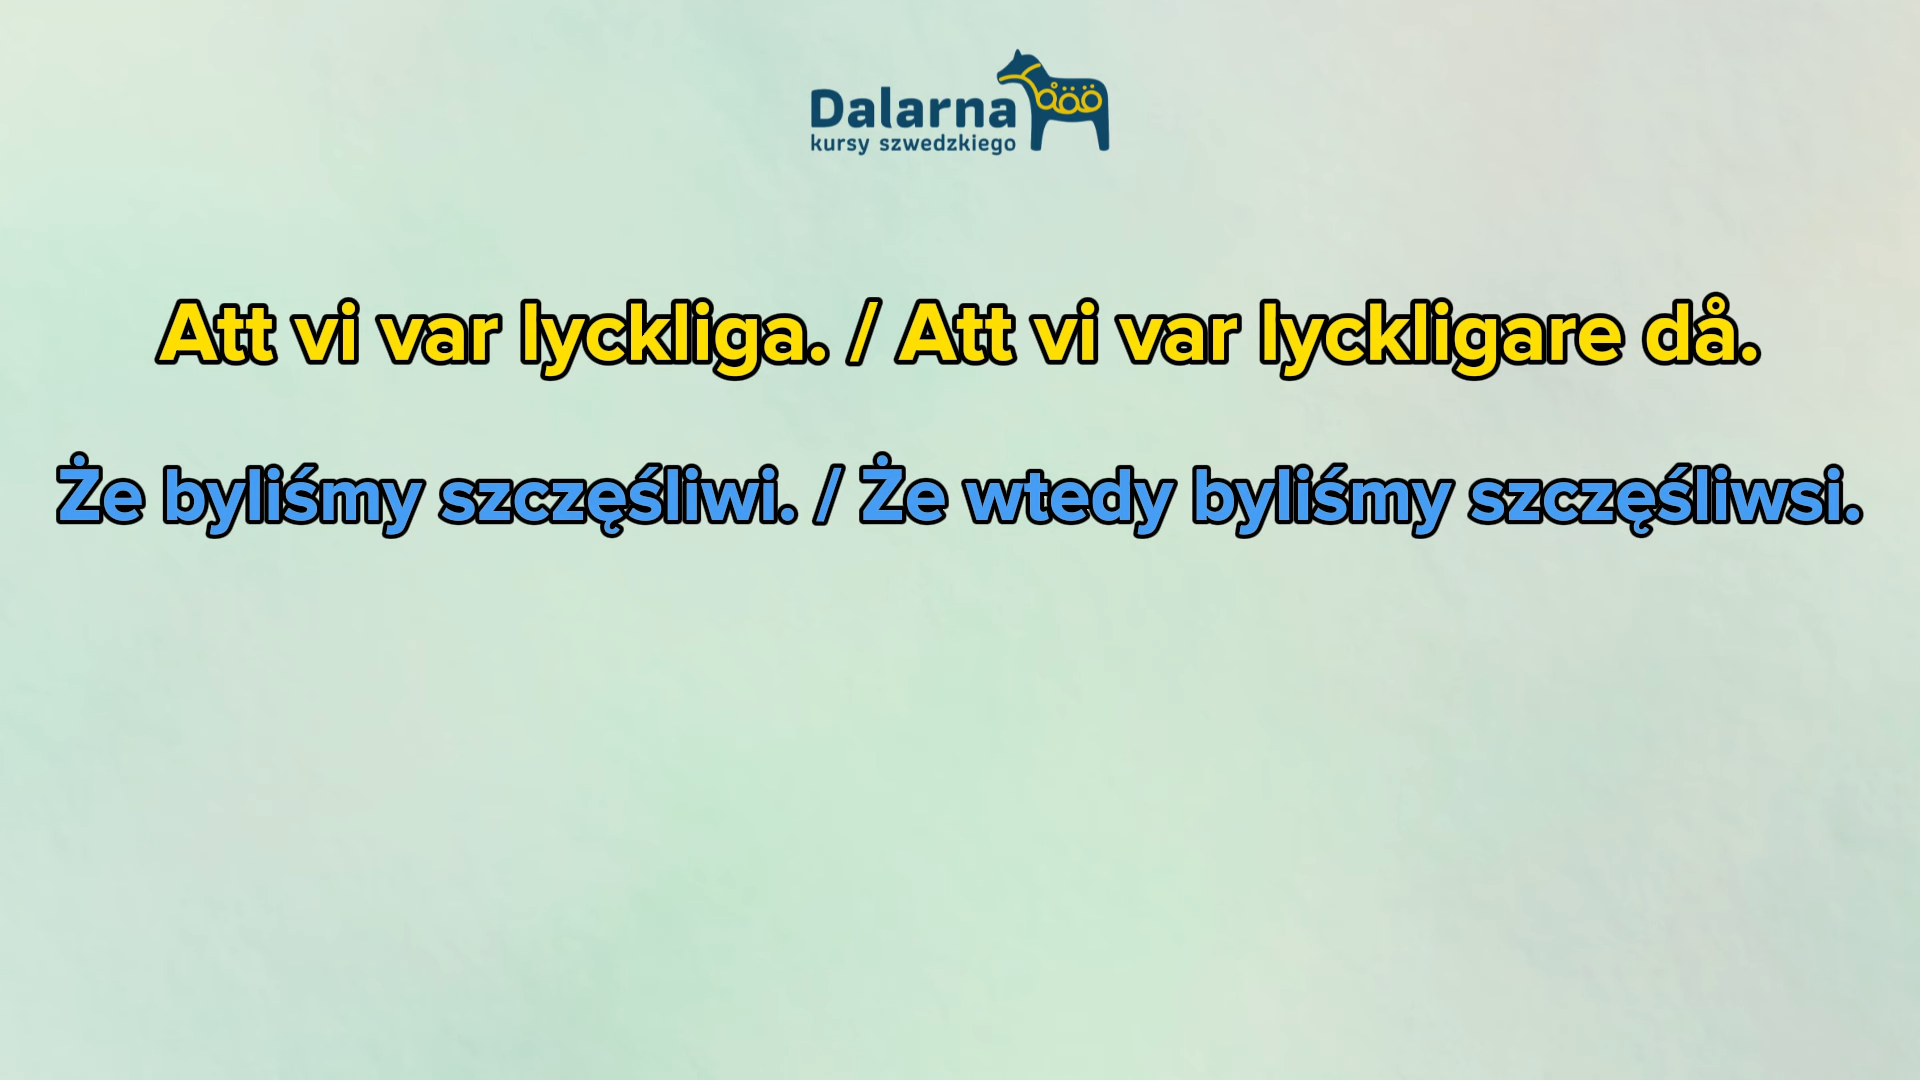 Dalarna
kursy szwedzkiego
Att vi var lyckliga. / Att vi var lyckligare då.
Że byliśmy szczęśliwi. / Że wtedy byliśmy szczęśliwsi.